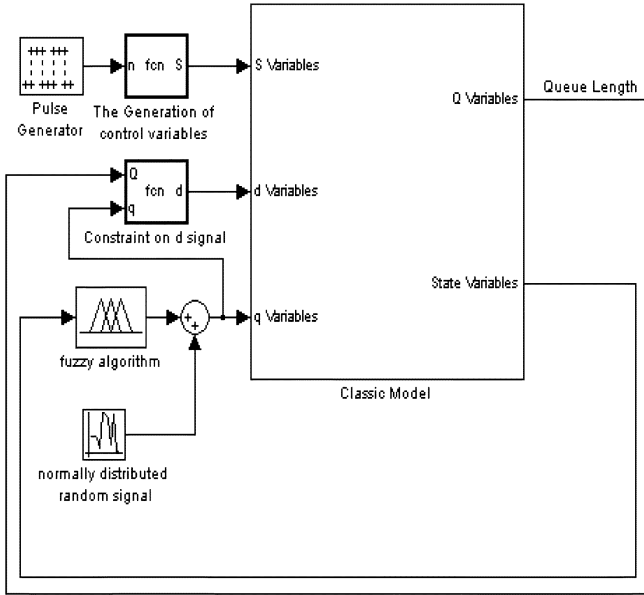 n fcn S
Pulse
Generator
The Generation of
control variables
S Variables
Q Variables
Queue Length
Q
fcn d
q
d Variables
Constraint on d signal
State Variables
q Variables
fuzzy algorithm
Classic Model
normally distributed
random signal